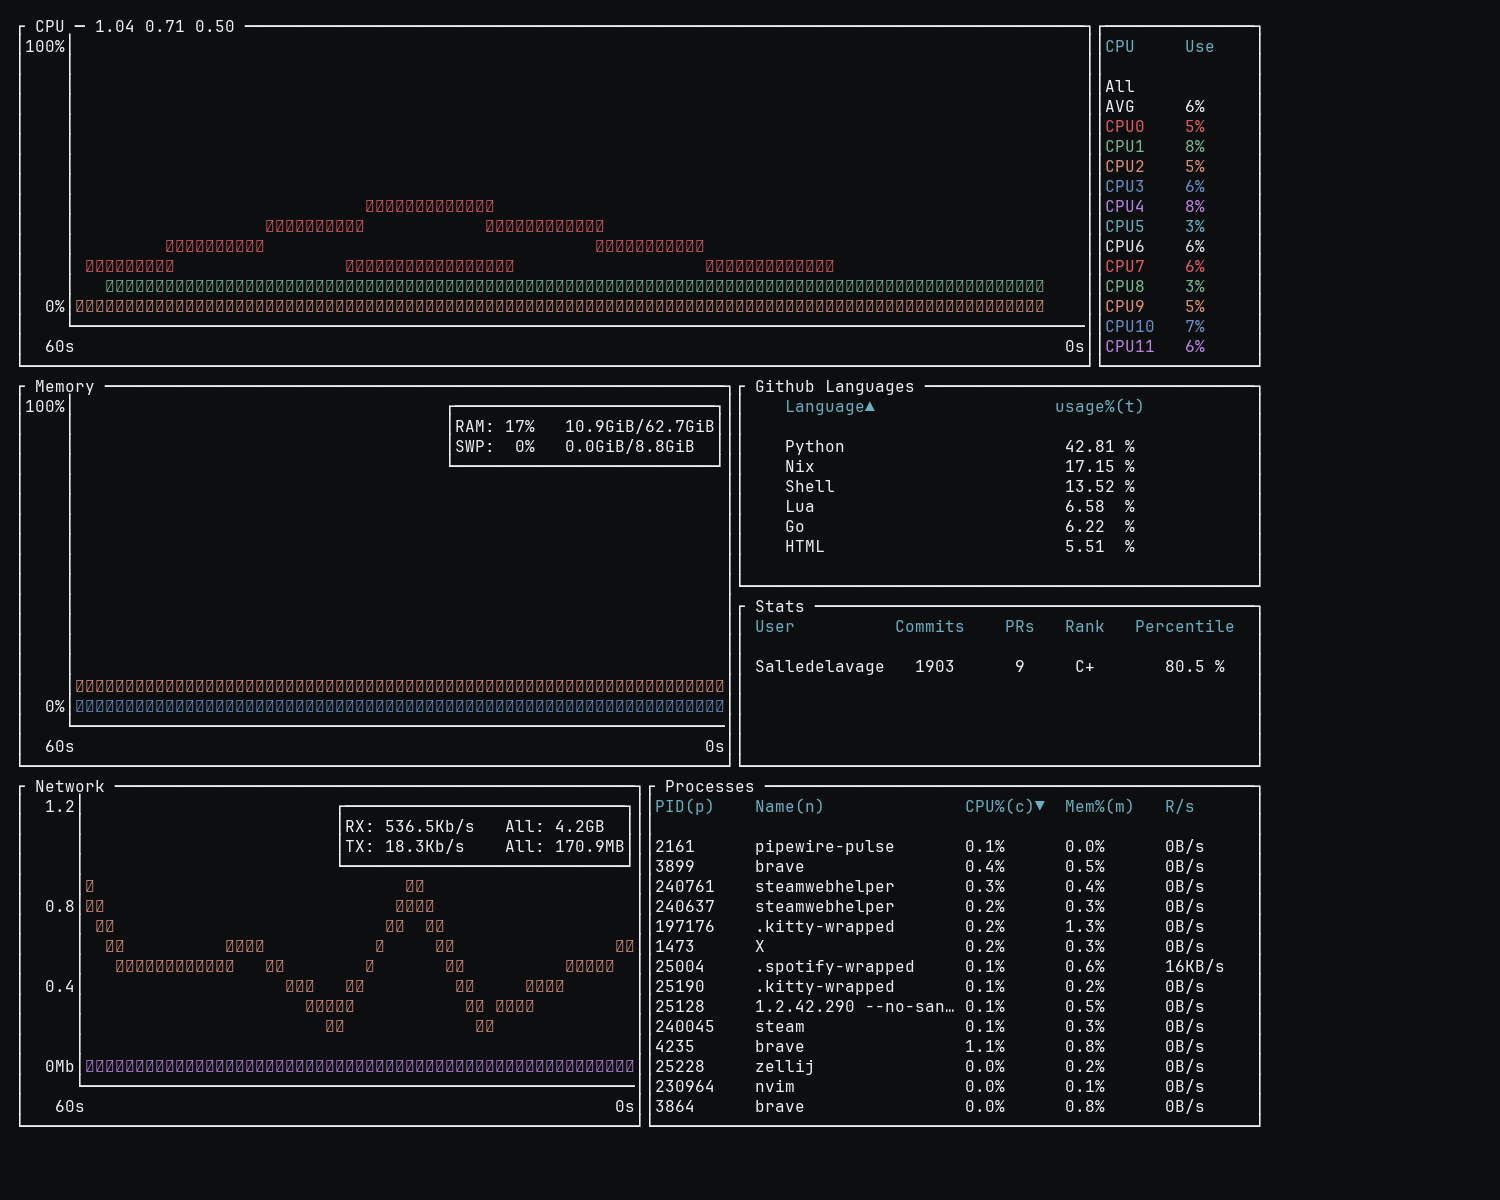 CPU ─ 1.04 0.71 0.50
100%
0%
60s 0s
CPU Use
All
AVG 6%
CPU0 5%
CPU1 8%
CPU2 5%
CPU3 6%
CPU4 8%
CPU5 3%
CPU6 6%
CPU7 6%
CPU8 3%
CPU9 5%
CPU10 7%
CPU11 6%
Memory
100%
RAM: 17% 10.9GiB/62.7GiB
SWP: 0% 0.0GiB/8.8GiB
0%
60s 0s
Github Languages
Language▲ usage%(t)
Python 42.81 %
Nix 17.15 %
Shell 13.52 %
Lua 6.58 %
Go 6.22 %
HTML 5.51 %
Stats
User Commits PRs Rank Percentile
Salledelavage 1903 9 C+ 80.5 %
Network
1.2
RX: 536.5Kb/s All: 4.2GB
TX: 18.3Kb/s All: 170.9MB
0.8
0.4
0Mb
60s 0s
Processes
PID(p) Name(n) CPU%(c)▼ Mem%(m) R/s
2161 pipewire-pulse 0.1% 0.0% 0B/s
3899 brave 0.4% 0.5% 0B/s
240761 steamwebhelper 0.3% 0.4% 0B/s
240637 steamwebhelper 0.2% 0.3% 0B/s
197176 .kitty-wrapped 0.2% 1.3% 0B/s
1473 X 0.2% 0.3% 0B/s
25004 .spotify-wrapped 0.1% 0.6% 16KB/s
25190 .kitty-wrapped 0.1% 0.2% 0B/s
25128 1.2.42.290 --no-san… 0.1% 0.5% 0B/s
240045 steam 0.1% 0.3% 0B/s
4235 brave 1.1% 0.8% 0B/s
25228 zellij 0.0% 0.2% 0B/s
230964 nvim 0.0% 0.1% 0B/s
3864 brave 0.0% 0.8% 0B/s